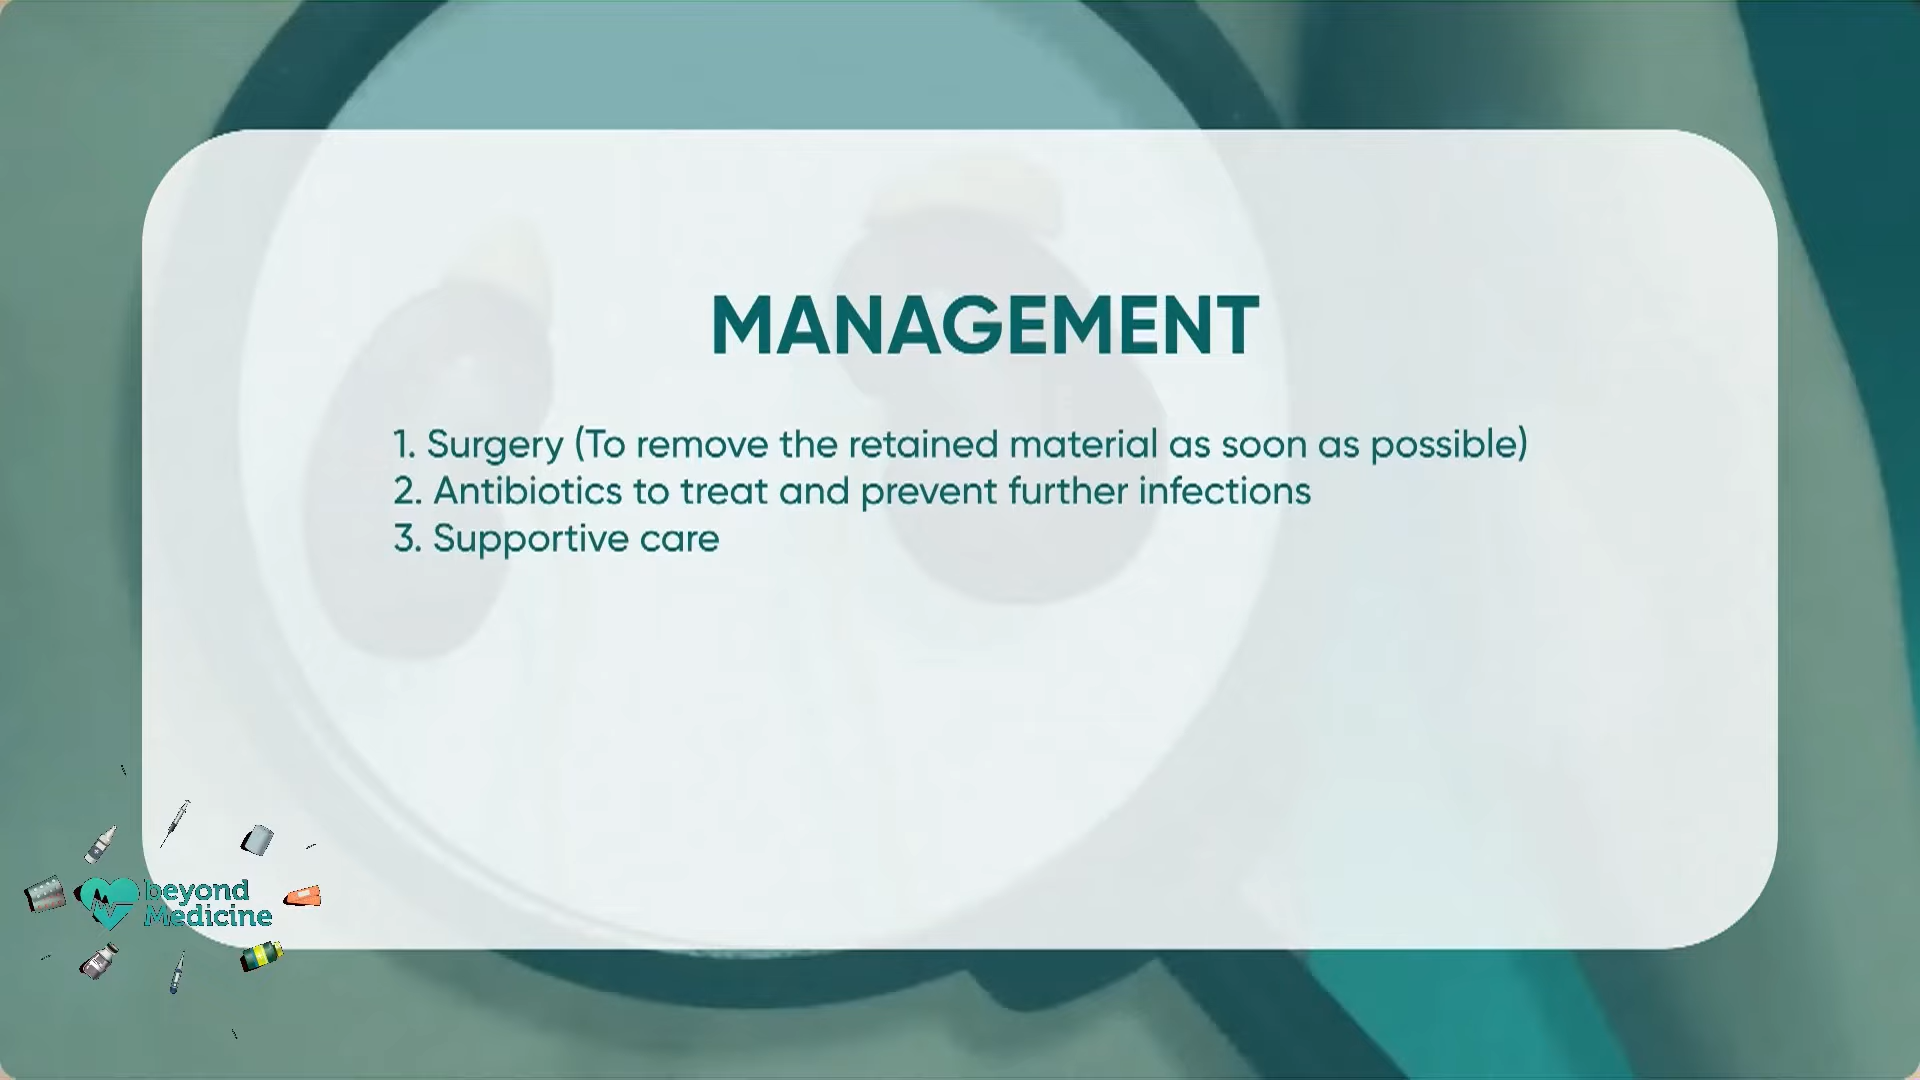 MANAGEMENT
1. Surgery (To remove the retained material as soon as possible)
2. Antibiotics to treat and prevent further infections
3. Supportive care
beyond
Medicine